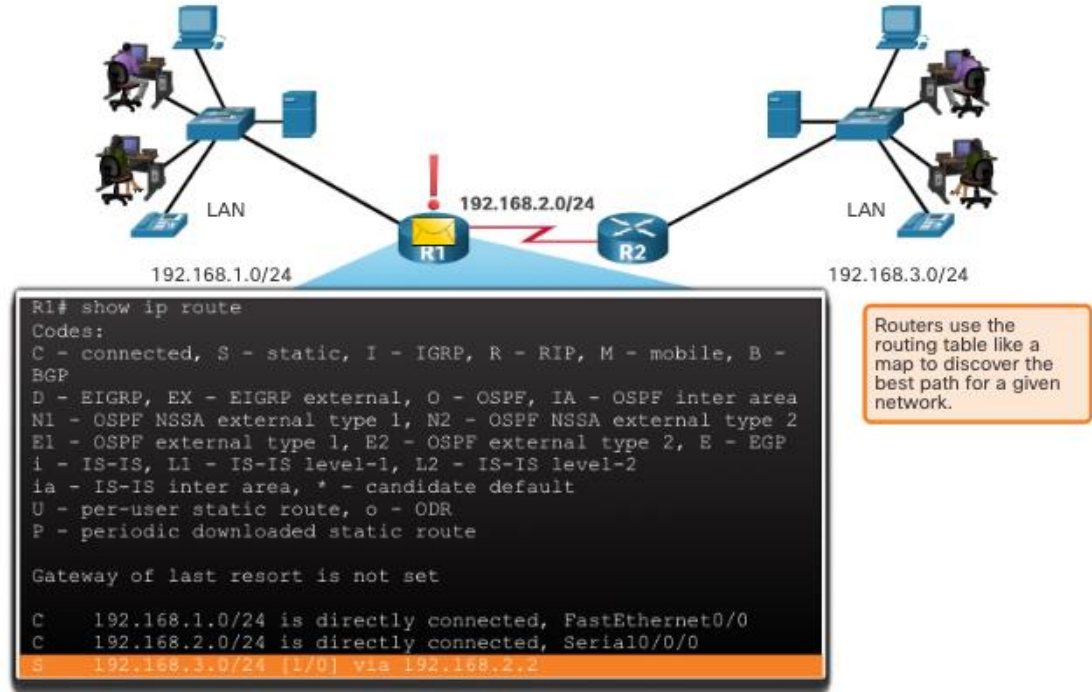 192.168.2.0/24
LAN
R1
R2
LAN
192.168.1.0/24
192.168.3.0/24
R1# show ip route
Codes:
C - connected, S - static, I - IGRP, R - RIP, M - mobile, B -
BGP
D - EIGRP, EX - EIGRP external, O - OSPF, IA - OSPF inter area
N1 - OSPF NSSA external type 1, N2 - OSPF NSSA external type 2
E1 - OSPF external type 1, E2 - OSPF external type 2, E - EGP
i - IS-IS, L1 - IS-IS level-1, L2 - IS-IS level-2
ia - IS-IS inter area, * - candidate default
U - per-user static route, o - ODR
P - periodic downloaded static route
Gateway of last resort is not set
C 192.168.1.0/24 is directly connected, FastEthernet0/0
C 192.168.2.0/24 is directly connected, Serial0/0/0
S 192.168.3.0/24 [1/0] via 192.168.2.2
Routers use the
routing table like a
map to discover the
best path for a given
network.